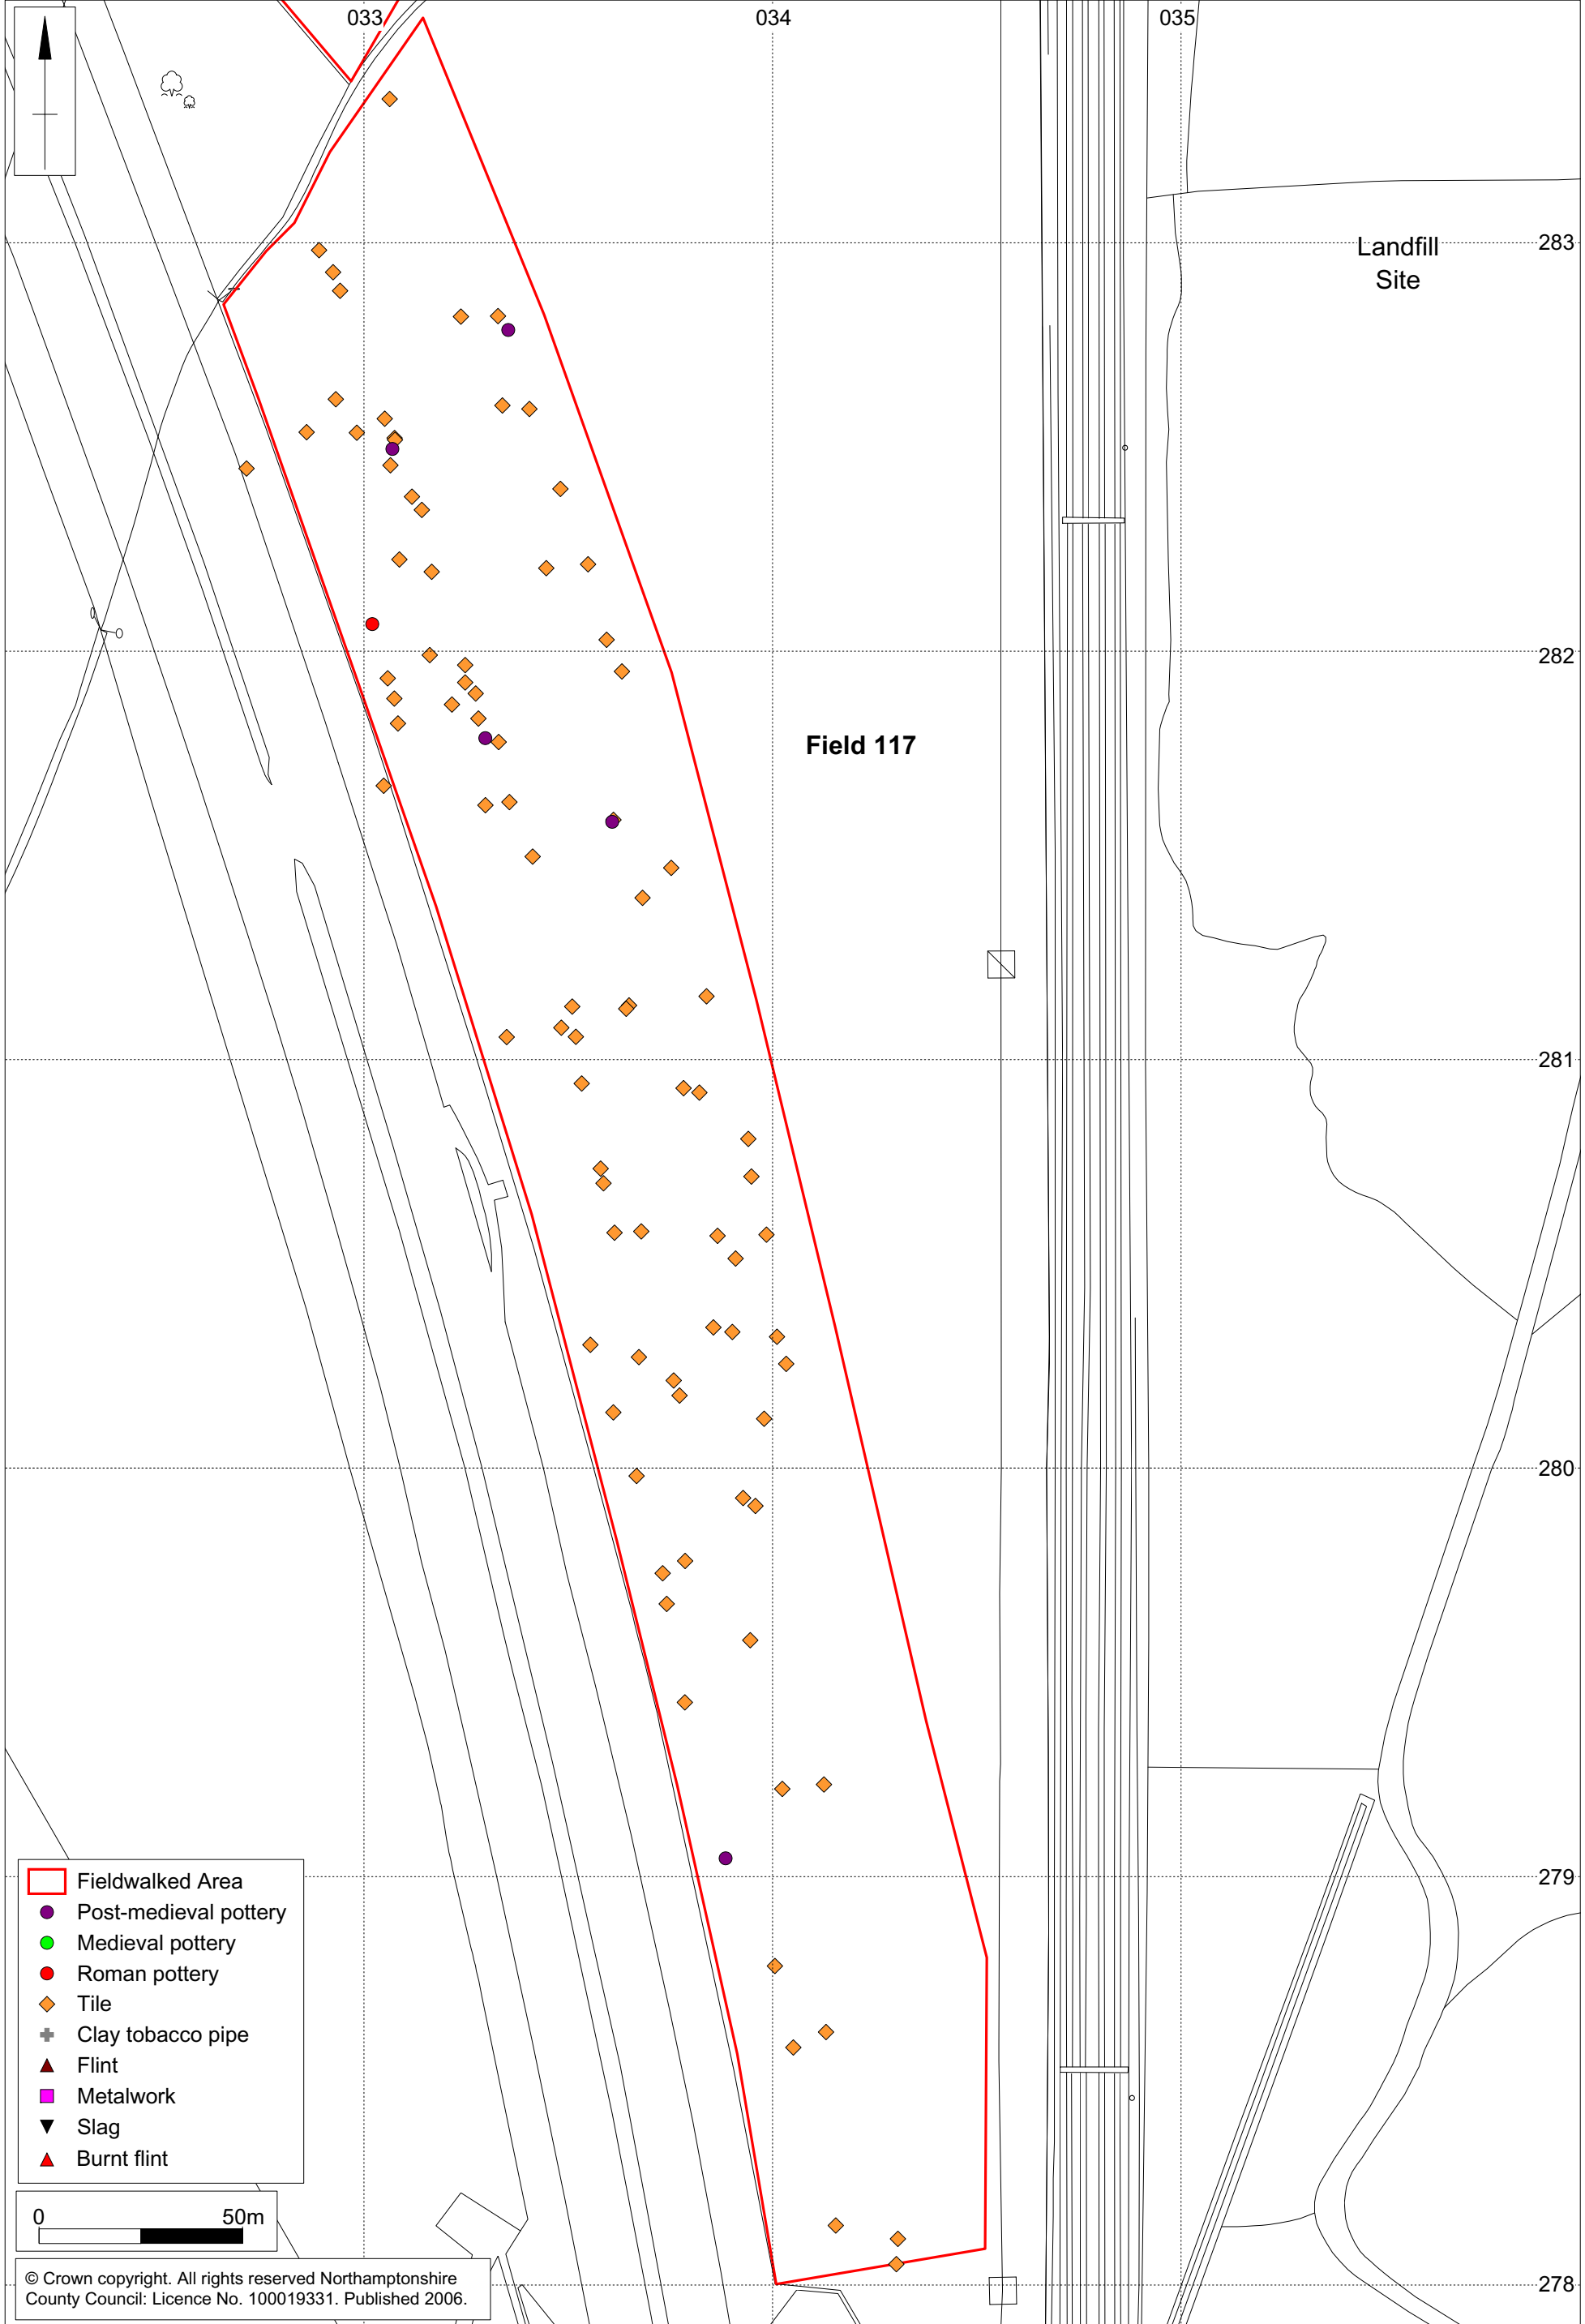 033
034
035
283
Landfill
Site
282
Field 117
281
280
279
Fieldwalked Area
Post-medieval pottery
Medieval pottery
Roman pottery
Tile
Clay tobacco pipe
Flint
Metalwork
Slag
Burnt flint
0 50m
© Crown copyright. All rights reserved Northamptonshire
County Council: Licence No. 100019331. Published 2006.
278